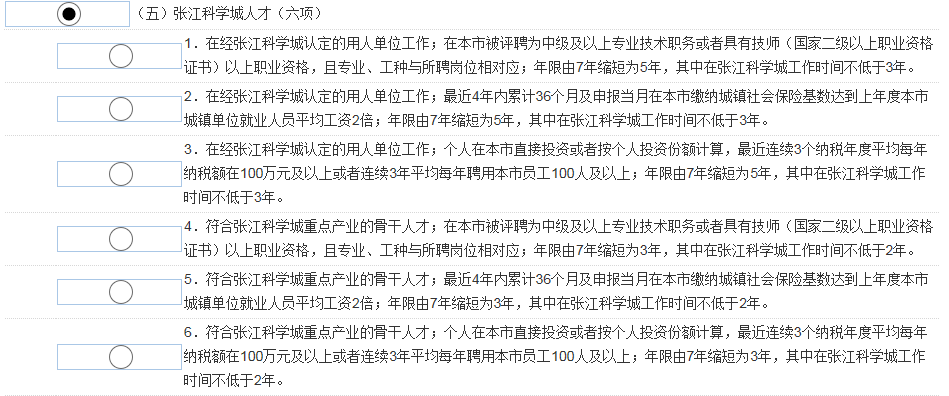 （五）张江科学城人才（六项）
1. 在经张江科学城认定的用人单位工作；在本市被评聘为中级及以上专业技术职务或者具有技师（国家二级以上职业资格
证书）以上职业资格，且专业、工种与所聘岗位相对应；年限由7年缩短为5年，其中在张江科学城工作时间不低于3年。
2. 在经张江科学城认定的用人单位工作；最近4年内累计36个月及申报当月在本市缴纳城镇社会保险基数达到上年度本市
城镇单位就业人员平均工资2倍；年限由7年缩短为5年，其中在张江科学城工作时间不低于3年。
3. 在经张江科学城认定的用人单位工作；个人在本市直接投资或者按个人投资份额计算，最近连续3个纳税年度平均每年
纳税额在100万元及以上或者连续3年平均每年聘用本市员工100人及以上；年限由7年缩短为5年，其中在张江科学城工作
时间不低于3年。
4. 符合张江科学城重点产业的骨干人才；在本市被评聘为中级及以上专业技术职务或者具有技师（国家二级以上职业资格
证书）以上职业资格，且专业、工种与所聘岗位相对应；年限由7年缩短为3年，其中在张江科学城工作时间不低于2年。
5. 符合张江科学城重点产业的骨干人才；最近4年内累计36个月及申报当月在本市缴纳城镇社会保险基数达到上年度本市
城镇单位就业人员平均工资2倍；年限由7年缩短为3年，其中在张江科学城工作时间不低于2年。
6. 符合张江科学城重点产业的骨干人才；个人在本市直接投资或者按个人投资份额计算，最近连续3个纳税年度平均每年
纳税额在100万元及以上或者连续3年平均每年聘用本市员工100人及以上；年限由7年缩短为3年，其中在张江科学城工作
时间不低于2年。